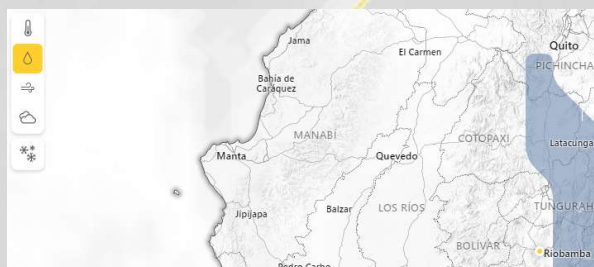 Jama
El Carmen
Quito
PICHINCHA
Bahía de
Caráquez
MANABÍ
COTOPAXI
Latacunga
Manta
Quevedo
Jipijapa
Balzar
LOS RÍOS
TUNGURAH
BOLÍVAR
Riobamba
Pedro Carbo